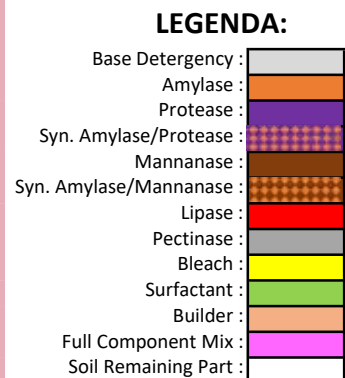 LEGENDA:
Base Detergency :
Amylase :
Protease :
Syn. Amylase/Protease :
Mannanase :
Syn. Amylase/Mannanase :
Lipase :
Pectinase :
Bleach :
Surfactant :
Builder :
Full Component Mix :
Soil Remaining Part :